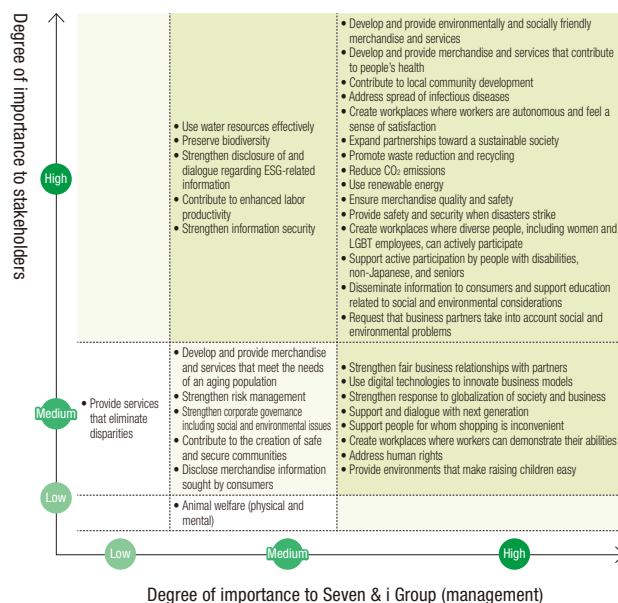 Degree of importance to stakeholders
High
Medium
Low
• Use water resources effectively
• Preserve biodiversity
• Strengthen disclosure of and
dialogue regarding ESG-related
information
• Contribute to enhanced labor
productivity
• Strengthen information security
• Develop and provide environmentally and socially friendly
merchandise and services
• Develop and provide merchandise and services that contribute
to people's health
• Contribute to local community development
• Address spread of infectious diseases
• Create workplaces where workers are autonomous and feel a
sense of satisfaction
• Expand partnerships toward a sustainable society
• Promote waste reduction and recycling
• Reduce CO₂ emissions
• Use renewable energy
• Ensure merchandise quality and safety
• Provide safety and security when disasters strike
• Create workplaces where diverse people, including women and
LGBT employees, can actively participate
• Support active participation by people with disabilities,
non-Japanese, and seniors
• Disseminate information to consumers and support education
related to social and environmental considerations
• Request that business partners take into account social and
environmental problems
• Provide services
that eliminate
disparities
• Develop and provide merchandise
and services that meet the needs
of an aging population
• Strengthen risk management
• Strengthen corporate governance
including social and environmental issues
• Contribute to the creation of safe
and secure communities
• Disclose merchandise information
sought by consumers
• Strengthen fair business relationships with partners
• Use digital technologies to innovate business models
• Strengthen response to globalization of society and business
• Support and dialogue with next generation
• Support people for whom shopping is inconvenient
• Create workplaces where workers can demonstrate their abilities
• Address human rights
• Provide environments that make raising children easy
• Animal welfare (physical and
mental)
Low
Medium
High
Degree of importance to Seven & i Group (management)